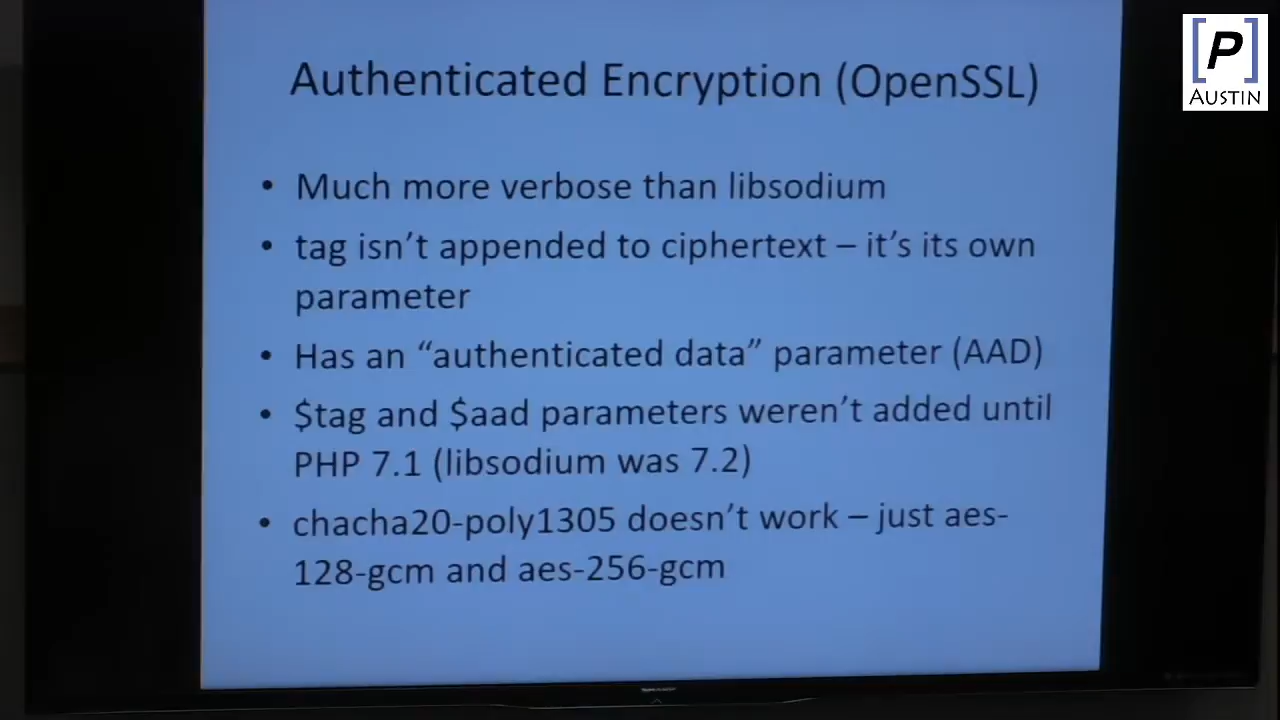 Authenticated Encryption (OpenSSL)
• Much more verbose than libsodium
• tag isn’t appended to ciphertext – it’s its own
parameter
• Has an “authenticated data” parameter (AAD)
• $tag and $aad parameters weren’t added until
PHP 7.1 (libsodium was 7.2)
• chacha20-poly1305 doesn’t work – just aes-
128-gcm and aes-256-gcm
[P]
AUSTIN